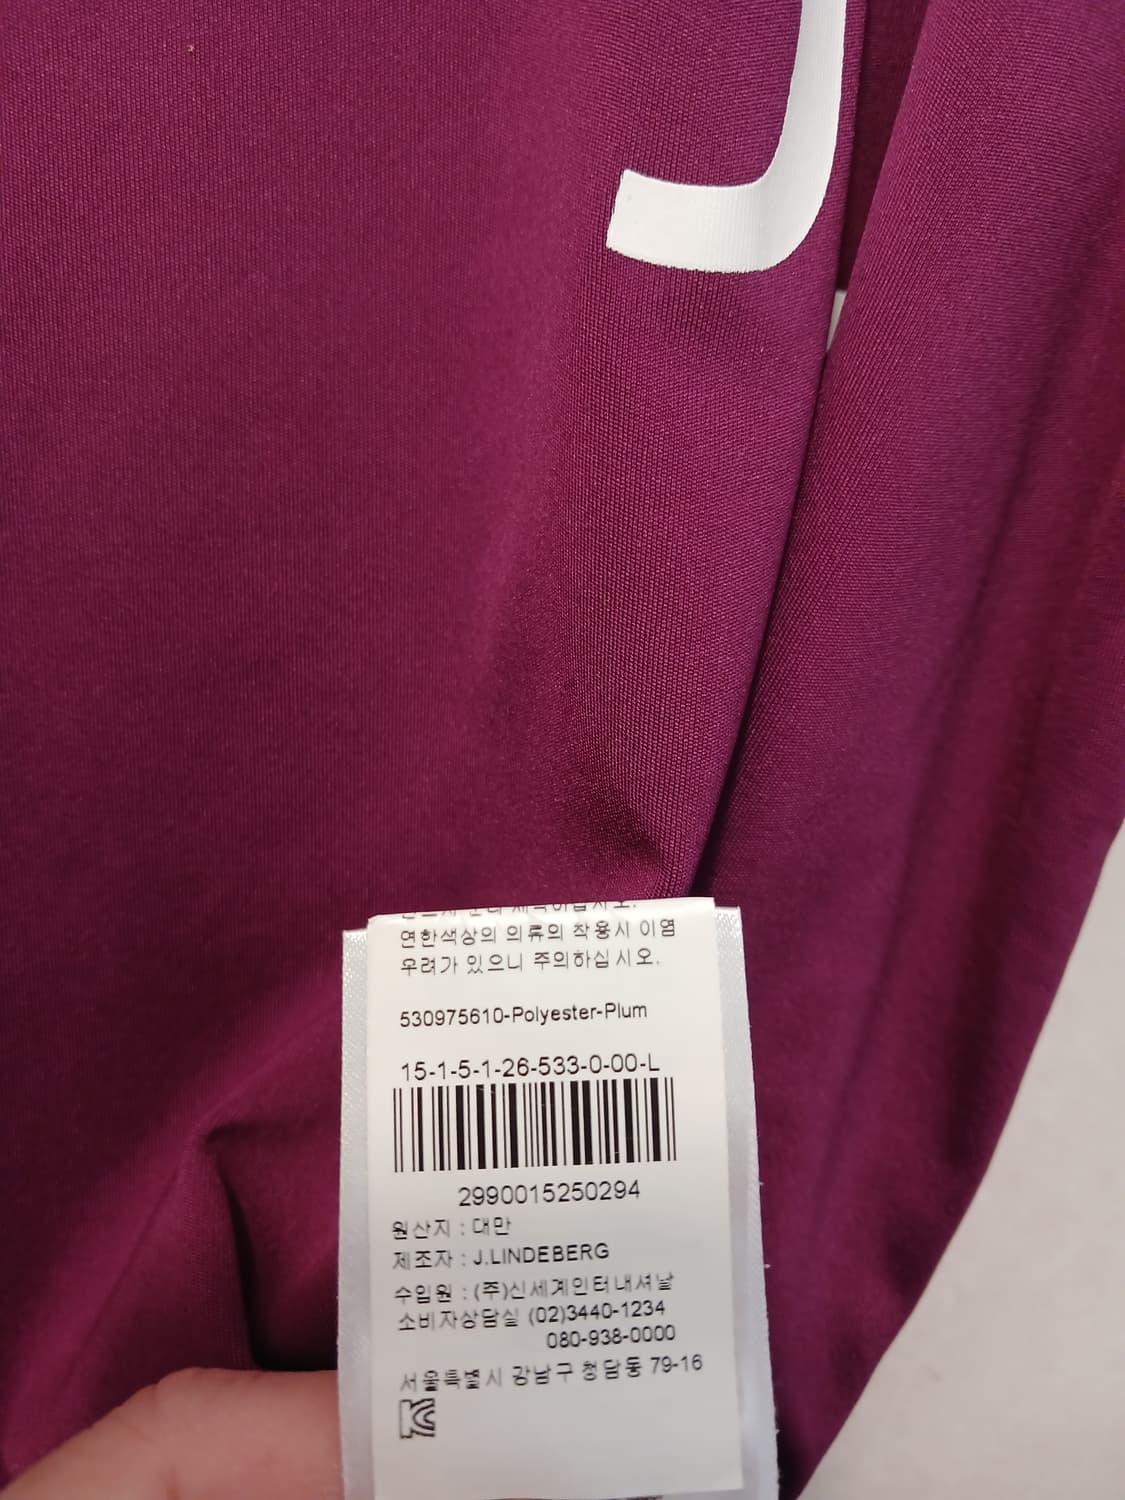 J
연한색상의 의류의 착용시 이염
우려가 있으니 주의하십시오.
530975610-Polyester-Plum
15-1-5-1-26-533-0-00-L
2990015250294
원산지 : 대만
제조자 : J.LINDEBERG
수입원 : (주)신세계인터내셔날
소비자상담실 (02)3440-1234
080-938-0000
서울특별시 강남구 청담동 79-16
KC